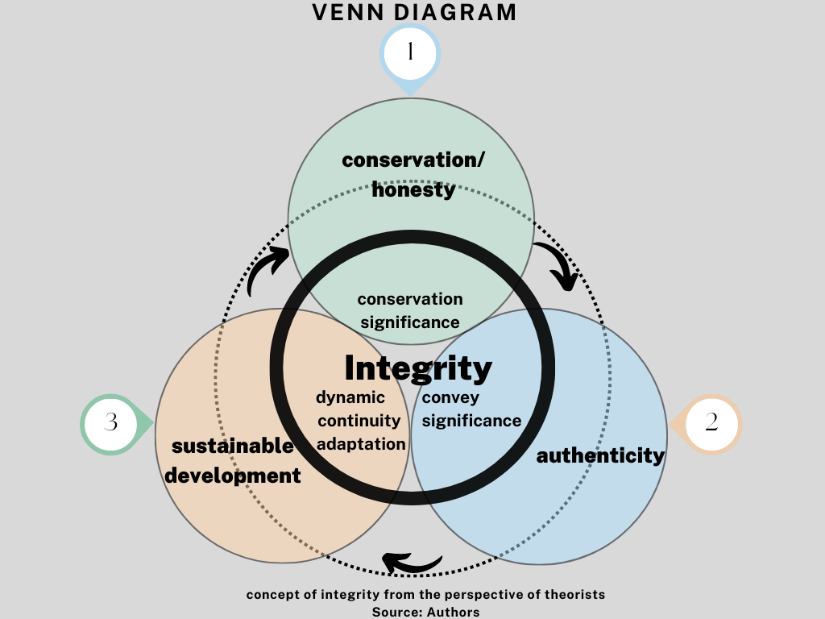 VENN DIAGRAM
1
conservation/
honesty
conservation
significance
Integrity
dynamic
continuity
adaptation
convey
significance
3
sustainable
development
2
authenticity
concept of integrity from the perspective of theorists
Source: Authors